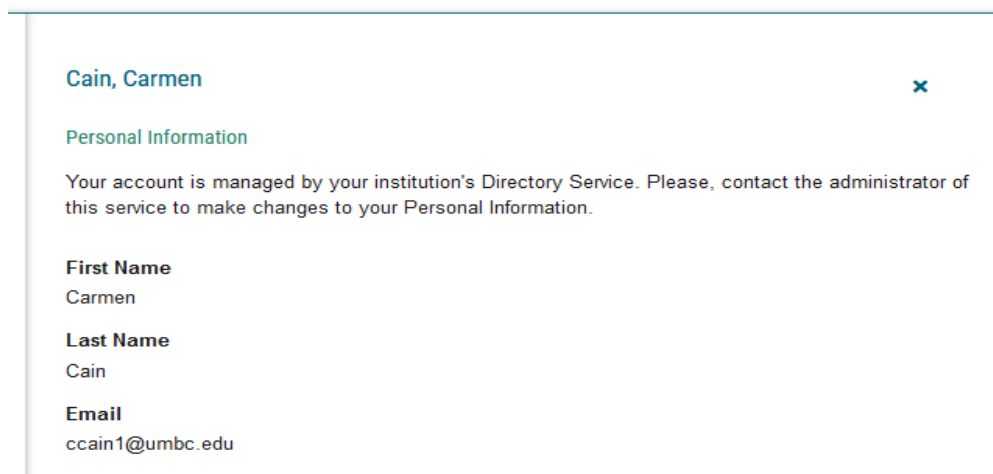 Cain, Carmen
Personal Information
Your account is managed by your institution's Directory Service. Please, contact the administrator of
this service to make changes to your Personal Information.
First Name
Carmen
Last Name
Cain
Email
ccain1@umbc.edu